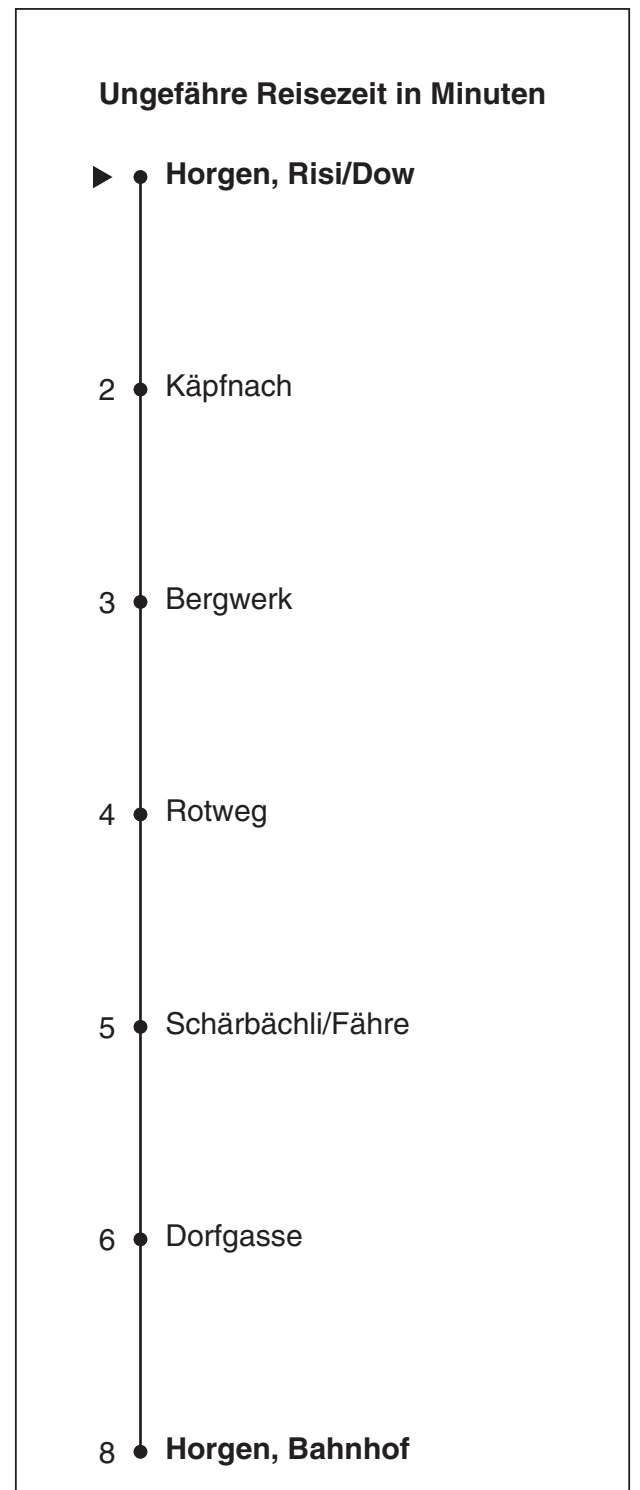 Ungefähre Reisezeit in Minuten
Horgen, Risi/Dow
2 Käpfnach
3 Bergwerk
4 Rotweg
5 Schärbächli/Fähre
6 Dorfgasse
8 Horgen, Bahnhof